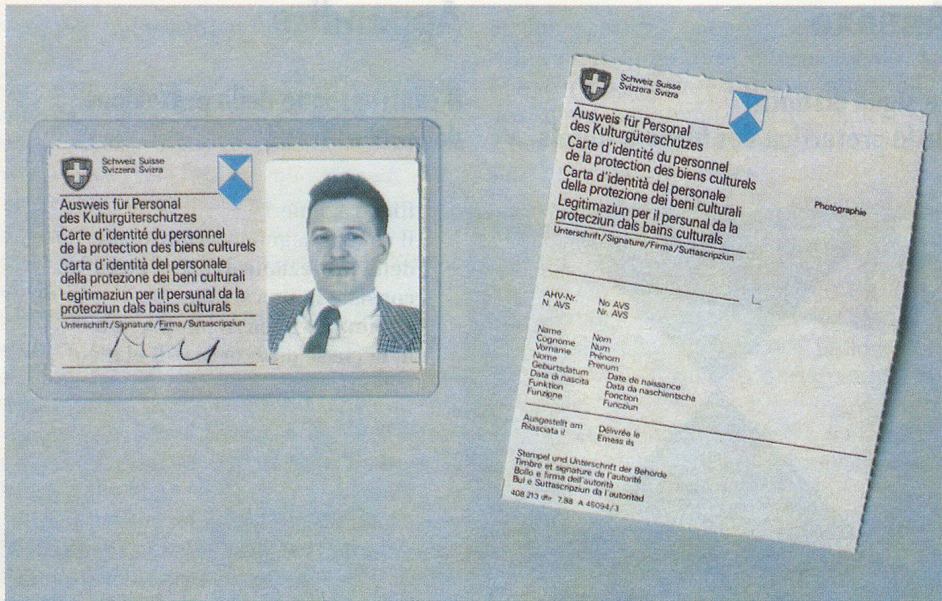 Schweiz Suisse
Svizzera Svizra
Ausweis für Personal
des Kulturgüterschutzes
Carte d'identité du personnel
de la protection des biens culturels
Carta d'identità del personale
della protezione dei beni culturali
Legitimaziun per il persunal da la
protecziun dals bains culturals
Unterschrift/Signature/Firma/Suttascripziun
Schweiz Suisse
Svizzera Svizra
Ausweis für Personal
des Kulturgüterschutzes
Carte d'identité du personnel
de la protection des biens culturels
Carta d'identità del personale
della protezione dei beni culturali
Legitimaziun per il persunal da la
protecziun dals bains culturals
Unterschrift/Signature/Firma/Suttascripziun
Photographie
AHV-Nr. No AVS
N. AVS Nr. AVS
Name Nom
Cognome Num
Vorname Prénom
Nome Prenum
Geburtsdatum Date de naissance
Data di nascita Data da naschientscha
Funktion Fonction
Funzione Funcziun
Ausgestellt am Délivrée le
Rilasciata il Emess ils
Stempel und Unterschrift der Behörde
Timbre et signature de l'autorité
Bollo e firma dell'autorità
Bul e Suttascripziun da l'autoritad
408 213 dfir 7.88 A 45094/3